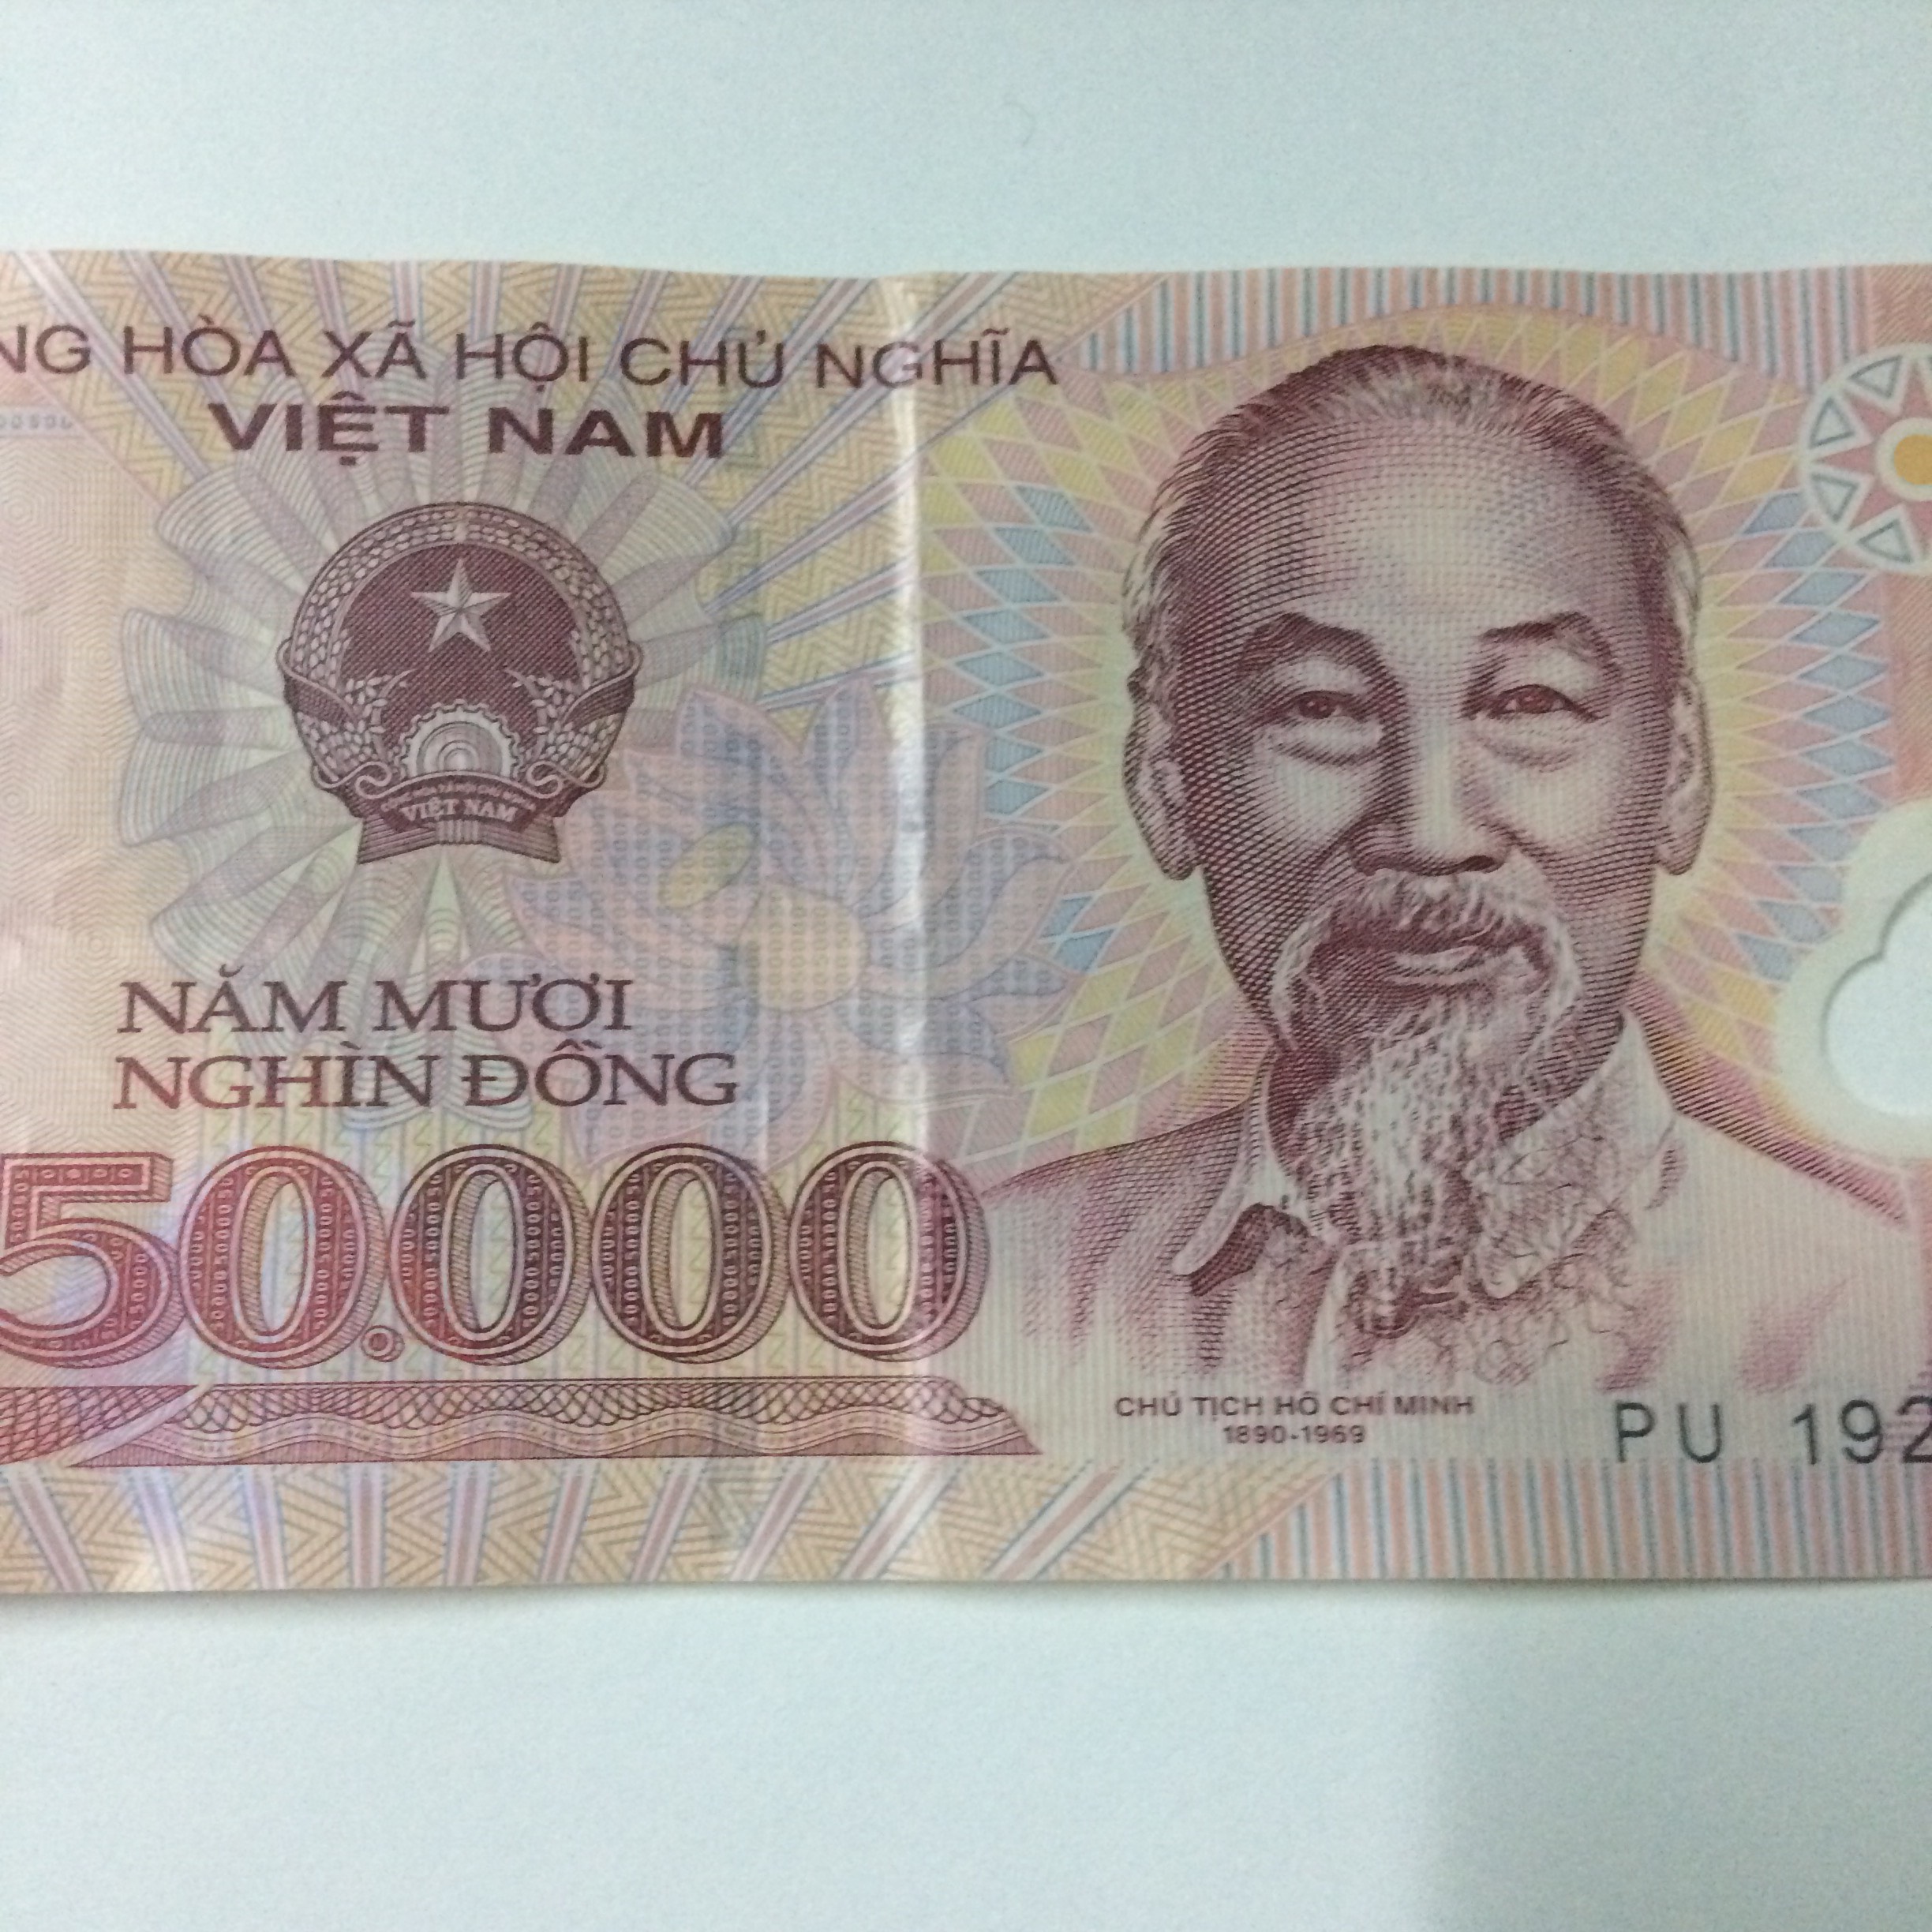 NG HÒA XÃ HỘI CHỦ NGHĨA
VIỆT NAM
VIỆT NAM
NĂM MƯƠI
NGHÌN ĐỒNG
50.000
CHỦ TỊCH HỒ CHÍ MINH
1890-1969
PU 192